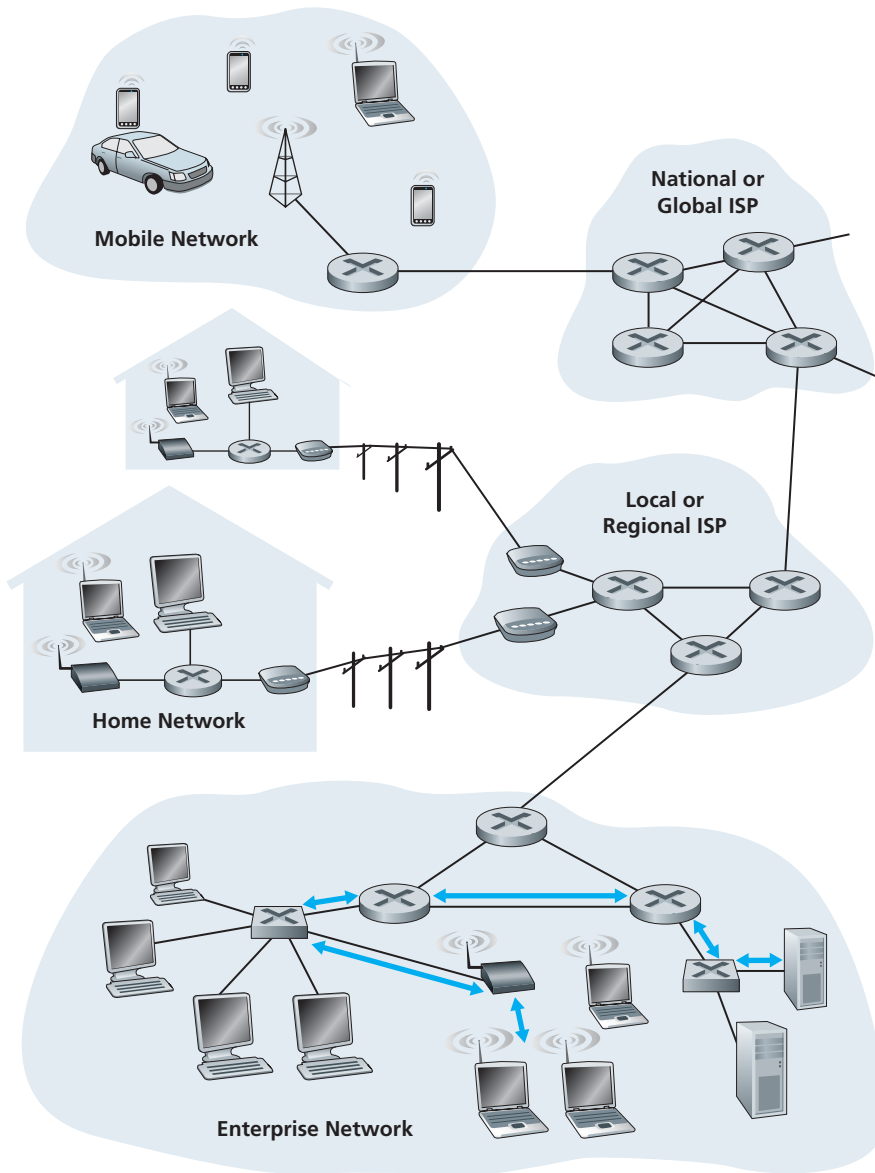 National or
Global ISP
Mobile Network
Local or
Regional ISP
Home Network
Enterprise Network